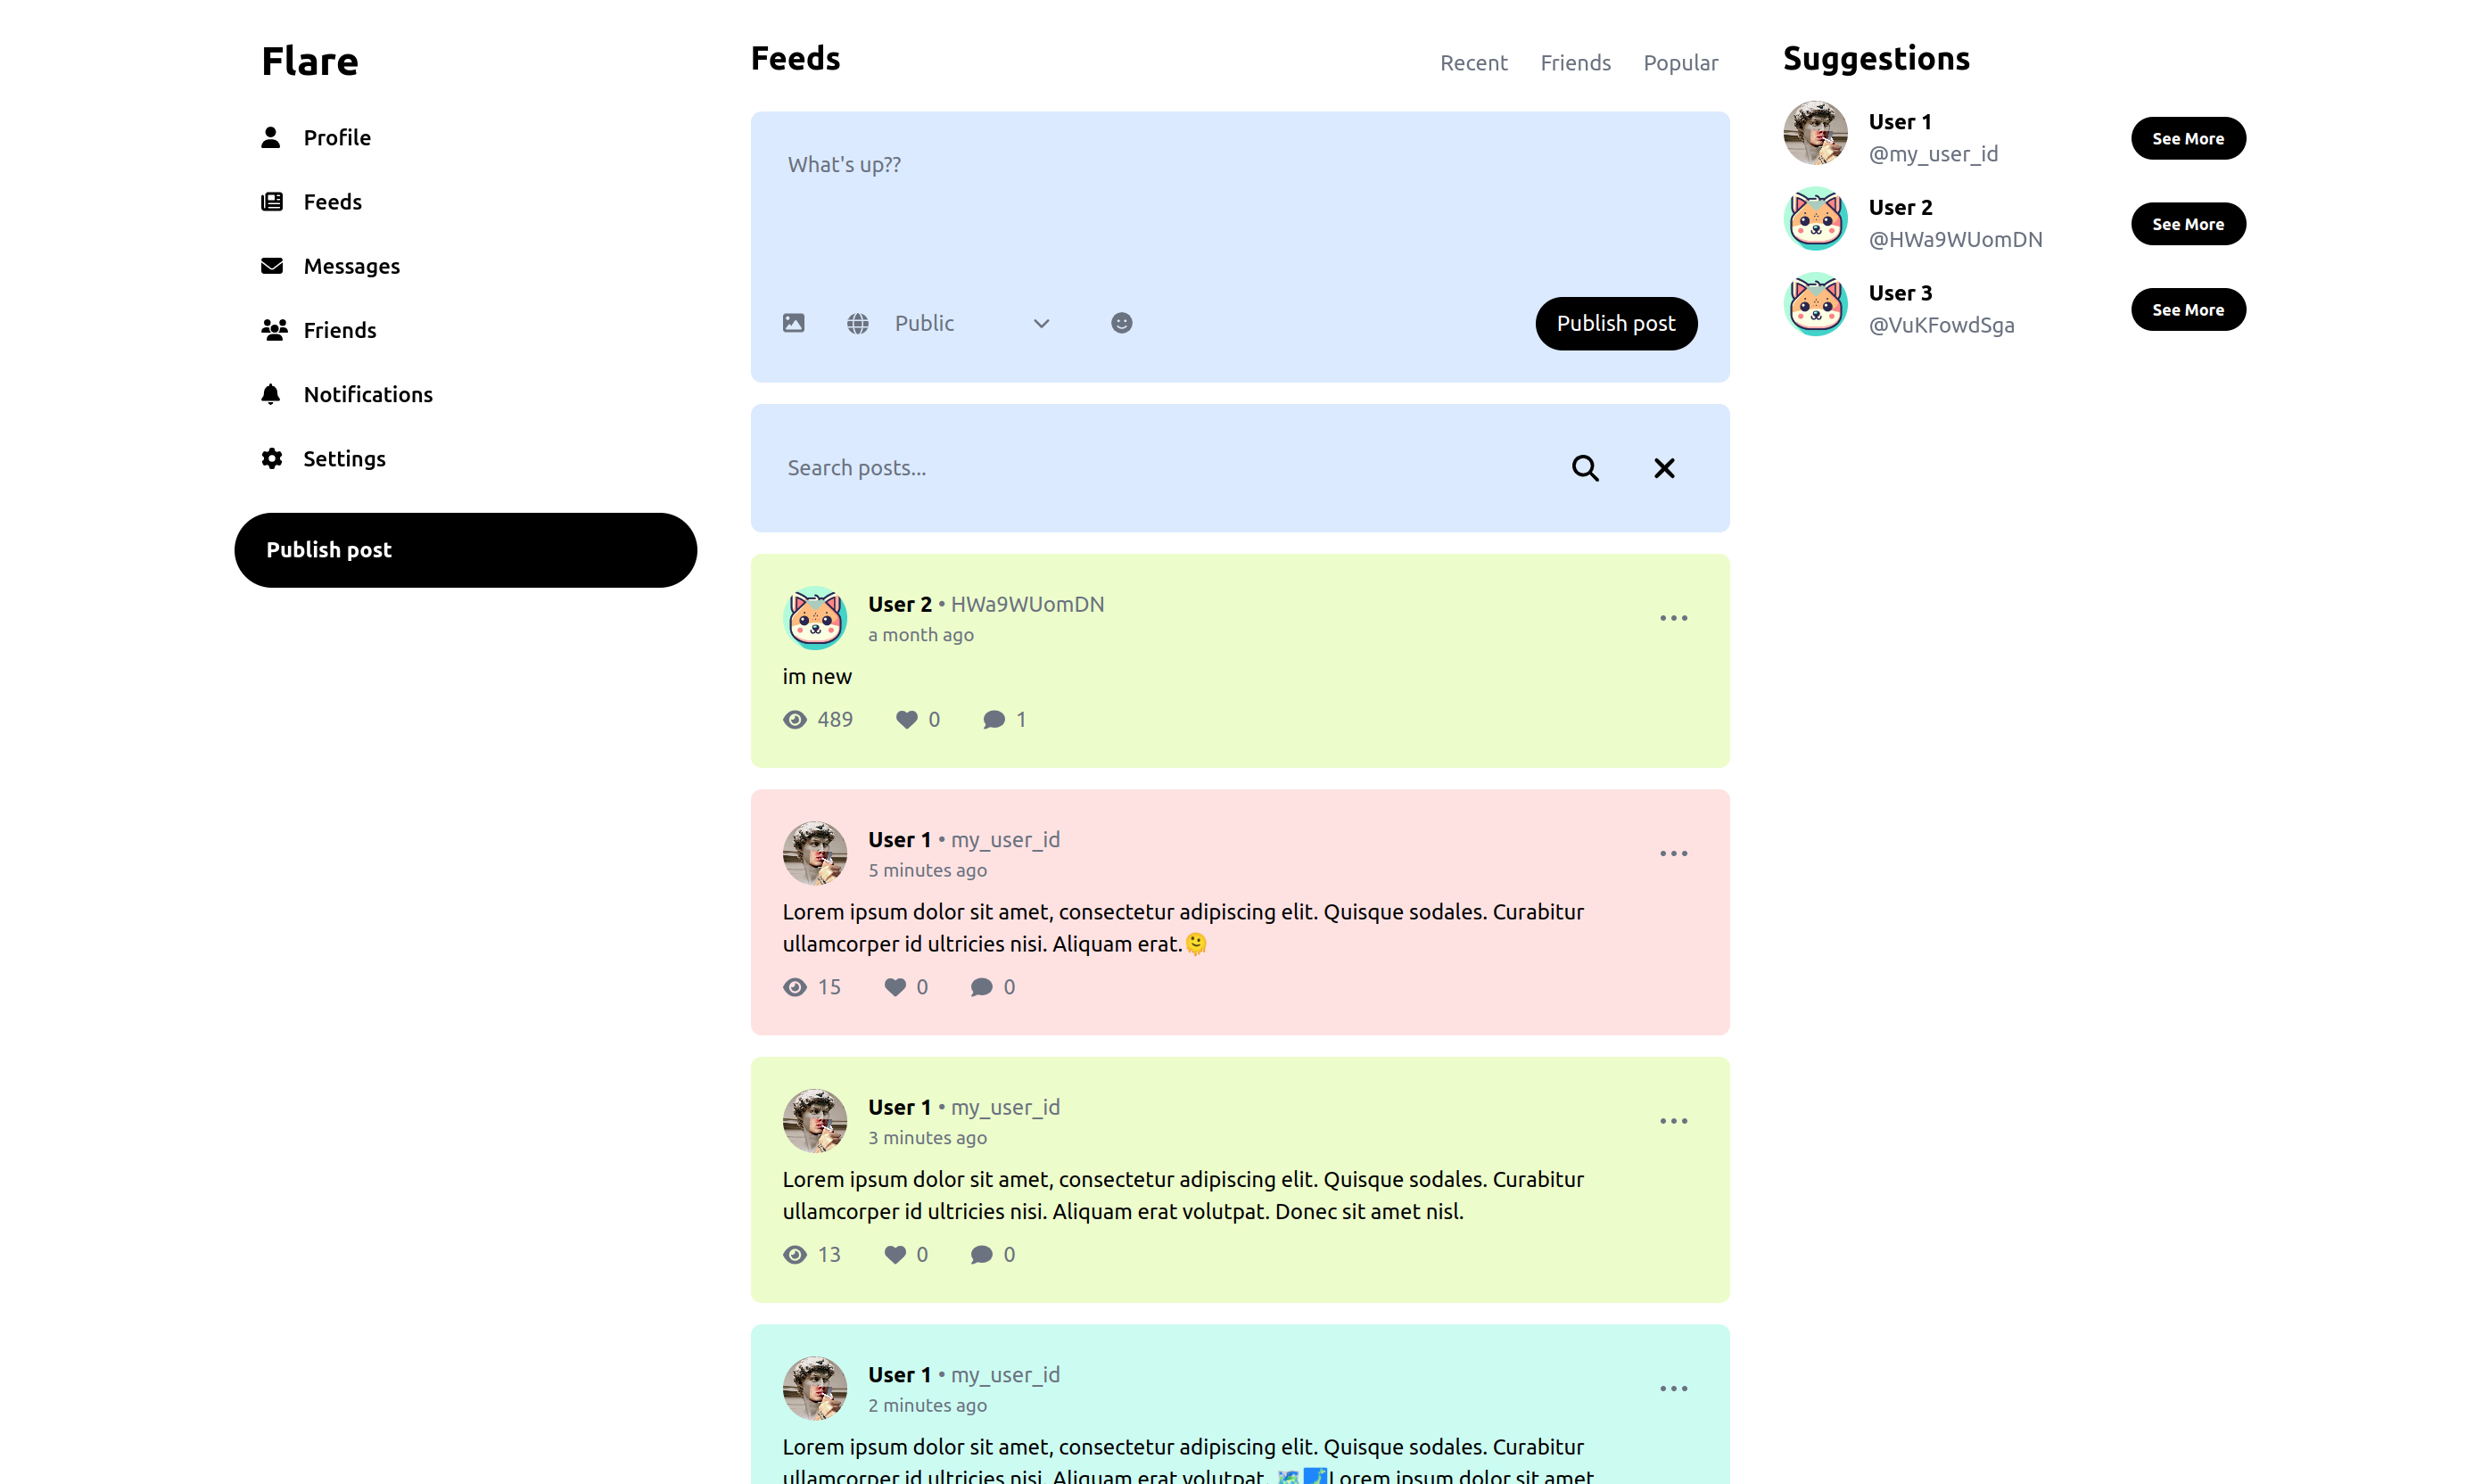 Flare
Profile
Feeds
Messages
Friends
Notifications
Settings
Publish post
Feeds
Recent Friends Popular
What's up??
Public
Publish post
Search posts...
User 2 • HWa9WUomDN
a month ago
im new
489 0 1
User 1 • my_user_id
5 minutes ago
Lorem ipsum dolor sit amet, consectetur adipiscing elit. Quisque sodales. Curabitur
ullamcorper id ultricies nisi. Aliquam erat.🫠
15 0 0
User 1 • my_user_id
3 minutes ago
Lorem ipsum dolor sit amet, consectetur adipiscing elit. Quisque sodales. Curabitur
ullamcorper id ultricies nisi. Aliquam erat volutpat. Donec sit amet nisl.
13 0 0
User 1 • my_user_id
2 minutes ago
Lorem ipsum dolor sit amet, consectetur adipiscing elit. Quisque sodales. Curabitur
ullamcorper id ultricies nisi. Aliquam erat volutpat. 🗺️🗾Lorem ipsum dolor sit amet
Suggestions
User 1
@my_user_id
See More
User 2
@HWa9WUomDN
See More
User 3
@VuKFowdSga
See More